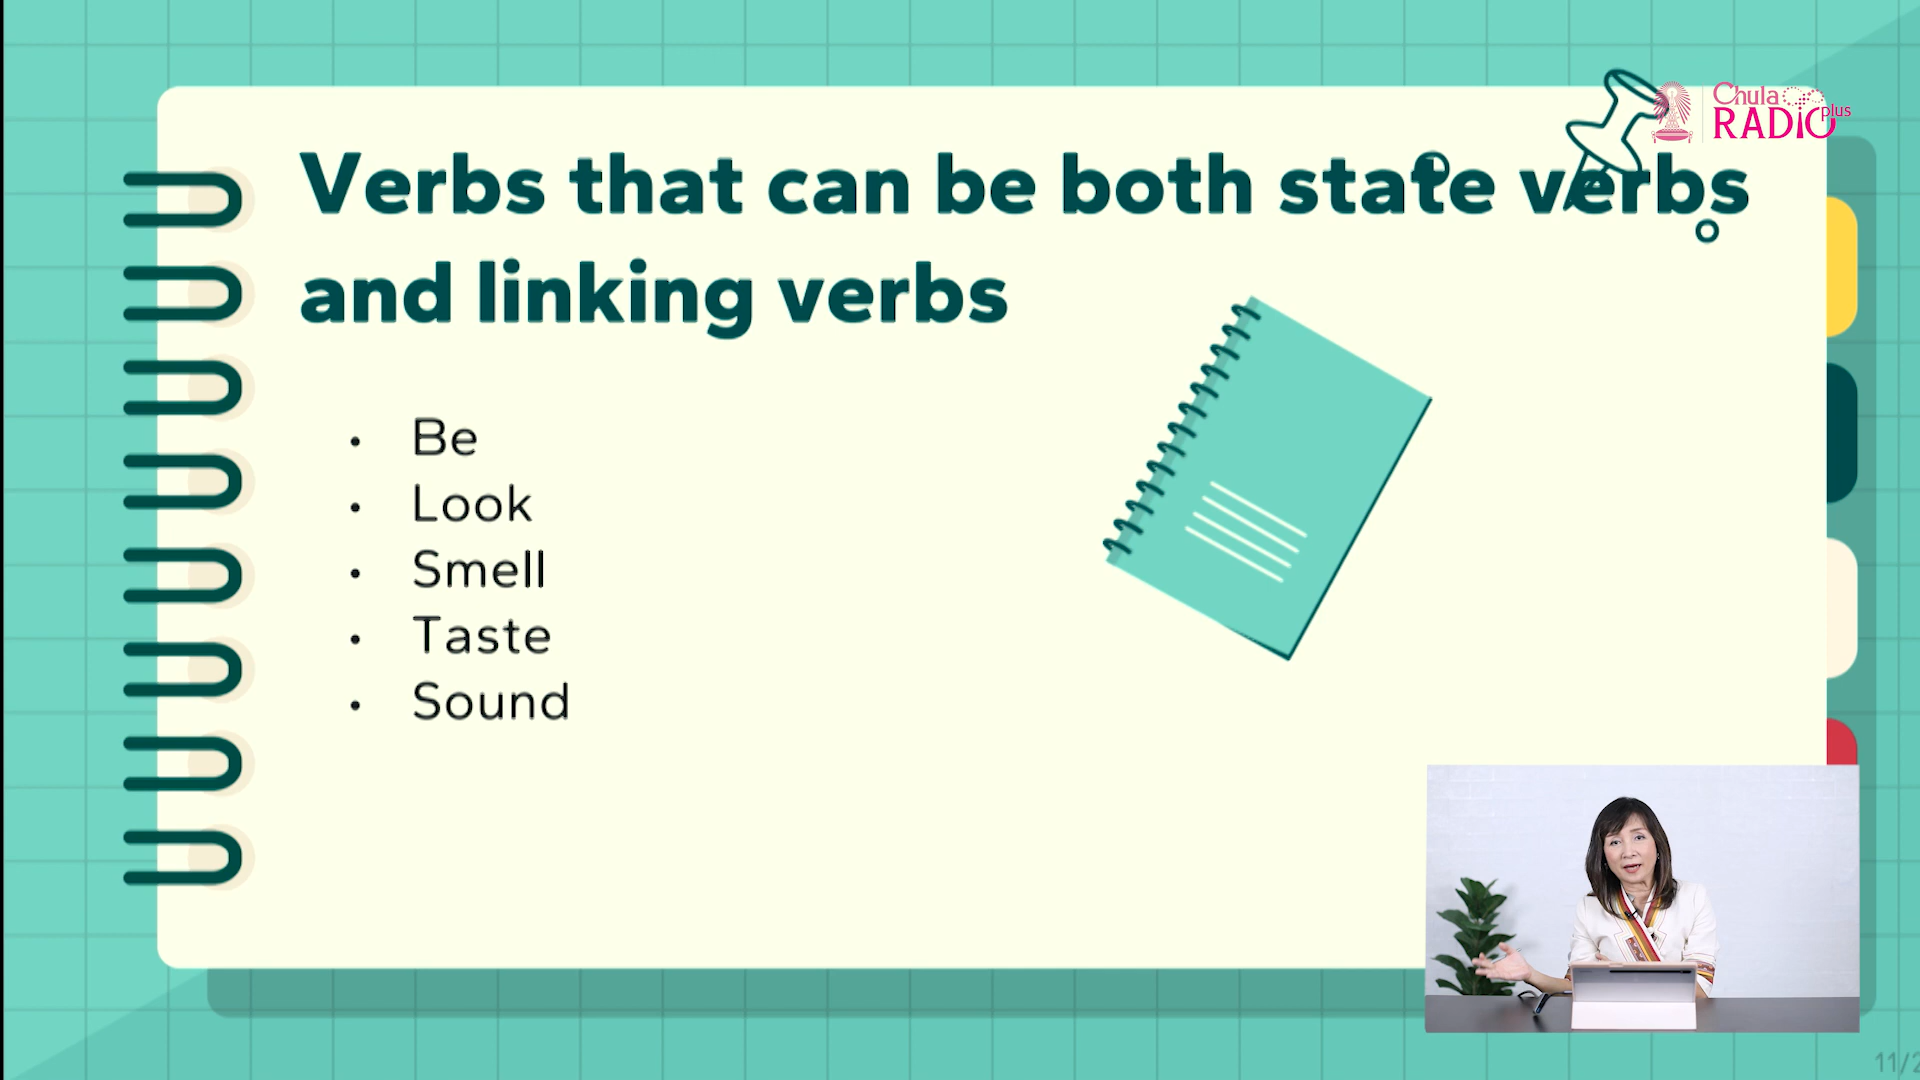 Chula
RADIO plus
Verbs that can be both state verbs
and linking verbs
• Be
• Look
• Smell
• Taste
• Sound